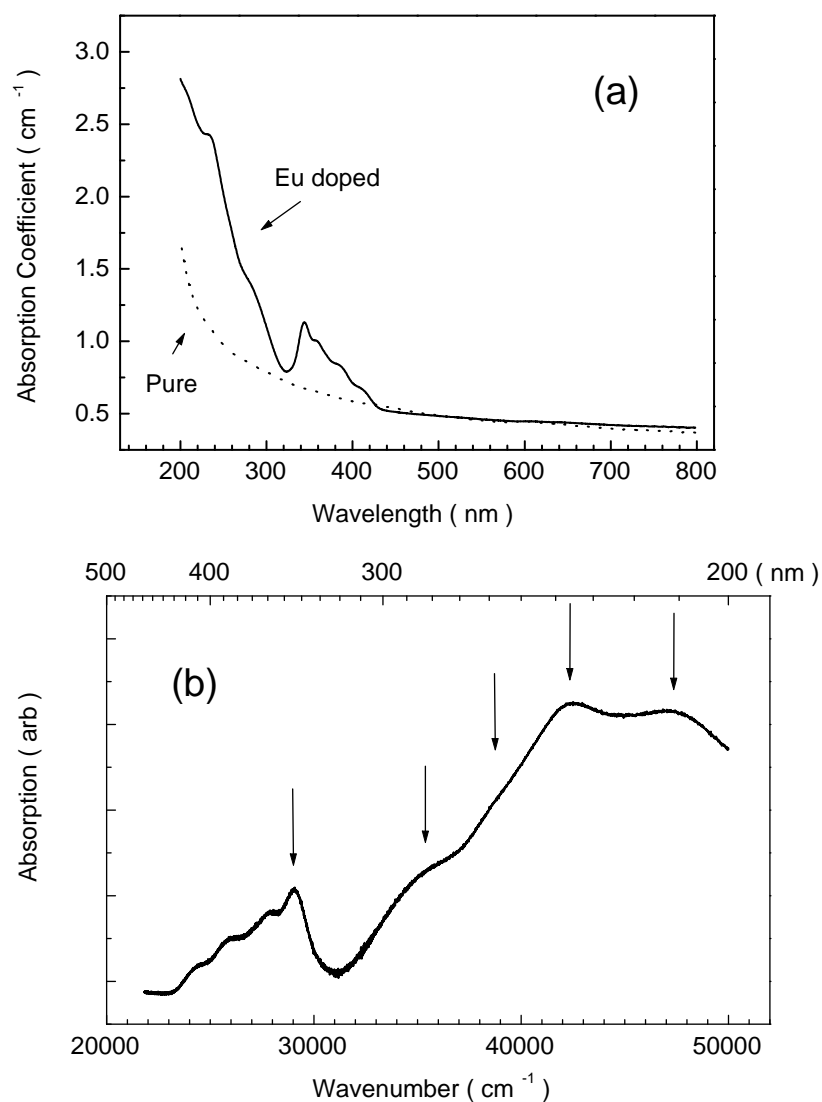 3.0
(a)
2.5
Eu doped
2.0
1.5
1.0
Pure
0.5
Absorption Coefficient ( cm -1 )
200 300 400 500 600 700 800
Wavelength ( nm )
500 400 300 200 ( nm )
(b)
Absorption ( arb )
20000 30000 40000 50000
Wavenumber ( cm -1 )